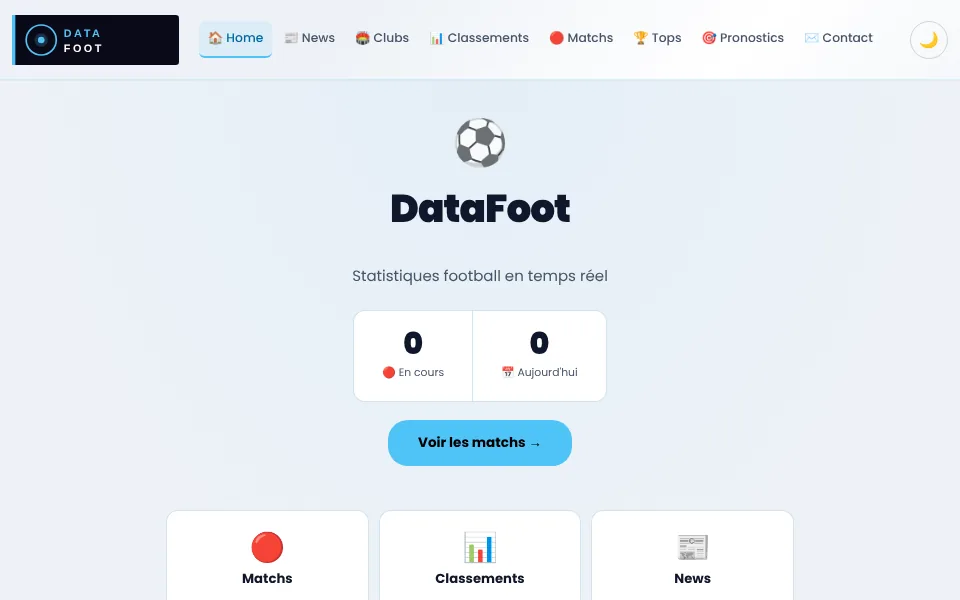 DATA
FOOT
Home
News
Clubs
Classements
Matchs
Tops
Pronostics
Contact
DataFoot
Statistiques football en temps réel
0
En cours
0
Aujourd'hui
Voir les matchs →
Matchs
Classements
News